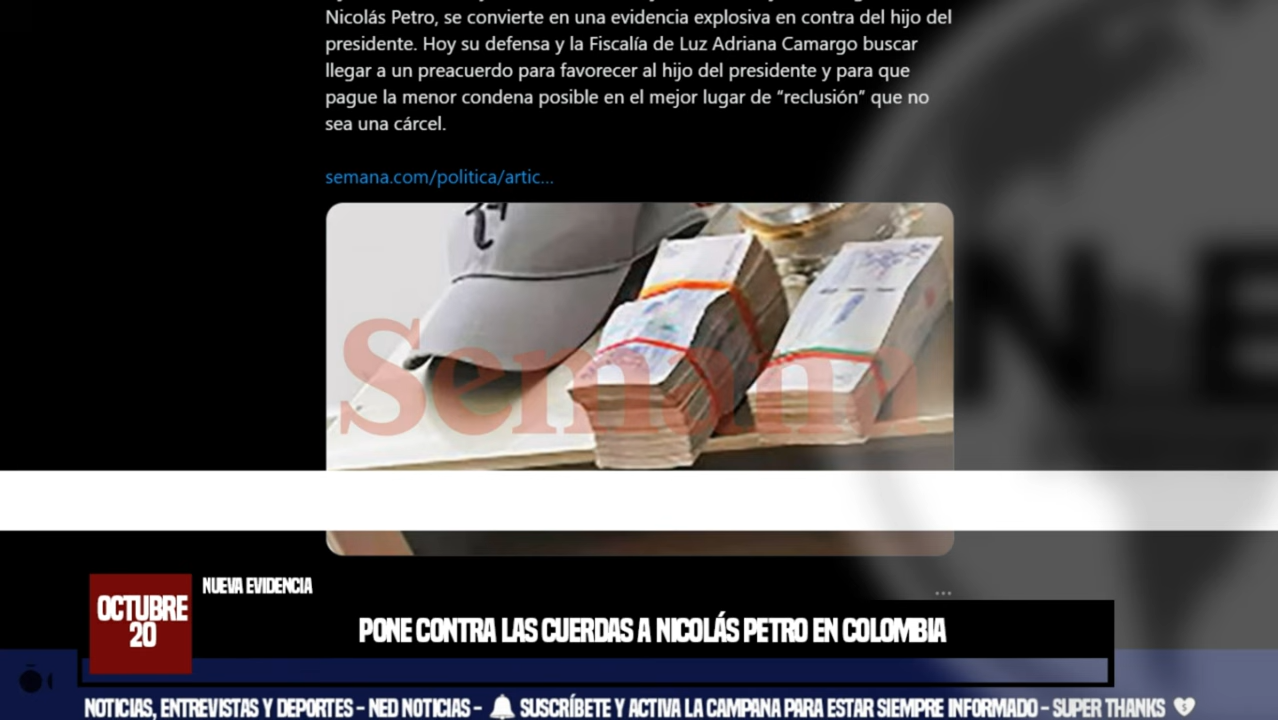 Nicolás Petro, se convierte en una evidencia explosiva en contra del hijo del
presidente. Hoy su defensa y la Fiscalía de Luz Adriana Camargo buscar
llegar a un preacuerdo para favorecer al hijo del presidente y para que
pague la menor condena posible en el mejor lugar de “reclusión” que no
sea una cárcel.
semana.com/politica/artic...
Semana
N E
NUEVA EVIDENCIA
OCTUBRE
20
PONE CONTRA LAS CUERDAS A NICOLÁS PETRO EN COLOMBIA
NOTICIAS, ENTREVISTAS Y DEPORTES - NED NOTICIAS - SUSCRÍBETE Y ACTIVA LA CAMPANA PARA ESTAR SIEMPRE INFORMADO - SUPER THANKS